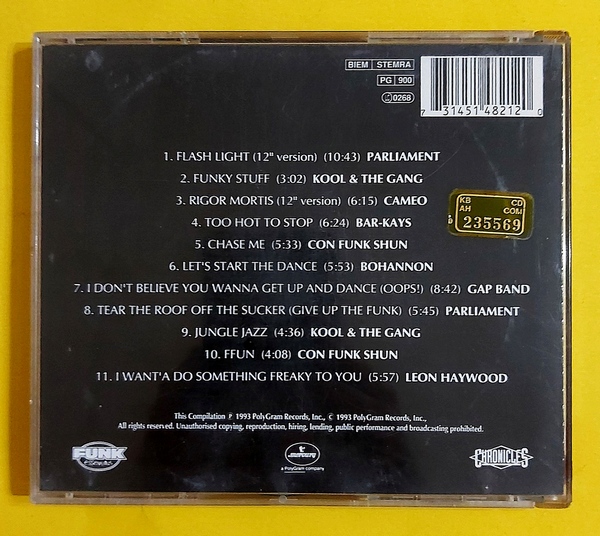 BIEM STEMRA
PG 900
0268
7 31451 48212 0
1. FLASH LIGHT (12" version) (10:43) PARLIAMENT
2. FUNKY STUFF (3:02) KOOL & THE GANG
3. RIGOR MORTIS (12" version) (6:15) CAMEO
KB CD
AH COM
235569
4. TOO HOT TO STOP (6:24) BAR-KAYS
5. CHASE ME (5:33) CON FUNK SHUN
6. LET'S START THE DANCE (5:53) BOHANNON
7. I DON'T BELIEVE YOU WANNA GET UP AND DANCE (OOPS!) (8:42) GAP BAND
8. TEAR THE ROOF OFF THE SUCKER (GIVE UP THE FUNK) (5:45) PARLIAMENT
9. JUNGLE JAZZ (4:36) KOOL & THE GANG
10. FFUN (4:08) CON FUNK SHUN
11. I WANT'A DO SOMETHING FREAKY TO YOU (5:57) LEON HAYWOOD
This Compilation ℗ 1993 PolyGram Records, Inc., © 1993 PolyGram Records, Inc.,
All rights reserved. Unauthorised copying, reproduction, hiring, lending, public performance and broadcasting prohibited.
FUNK
mercury
a PolyGram company
CHRONICLES